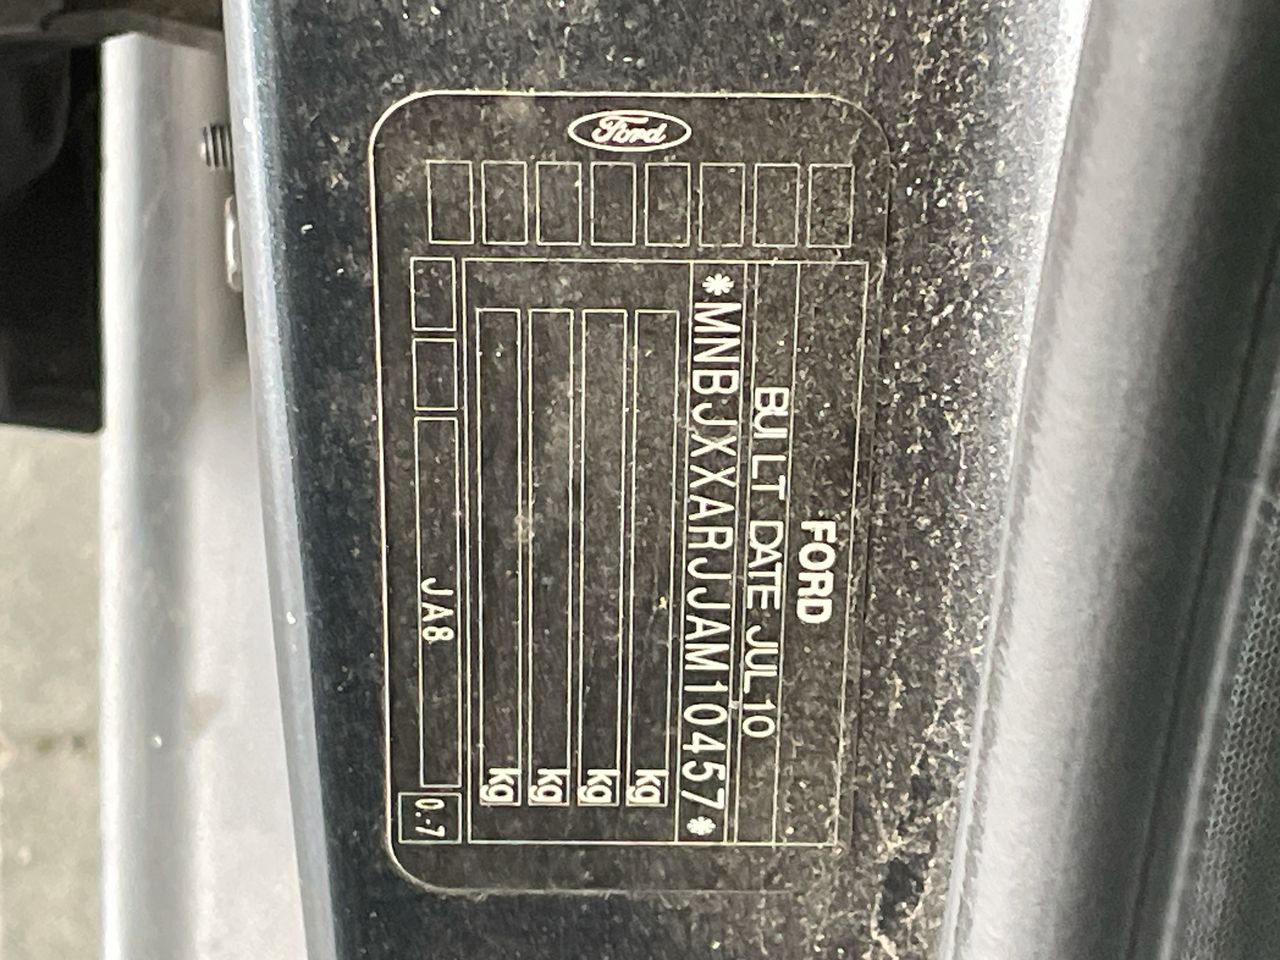 Ford
FORD
BUILT DATE JUL 10
*MNBJXXARJJAM10457*
kg
kg
kg
kg
JA8
0.7